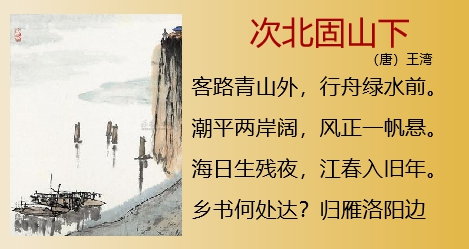 次北固山下
（唐）王湾
客路青山外，行舟绿水前。
潮平两岸阔，风正一帆悬。
海日生残夜，江春入旧年。
乡书何处达？归雁洛阳边